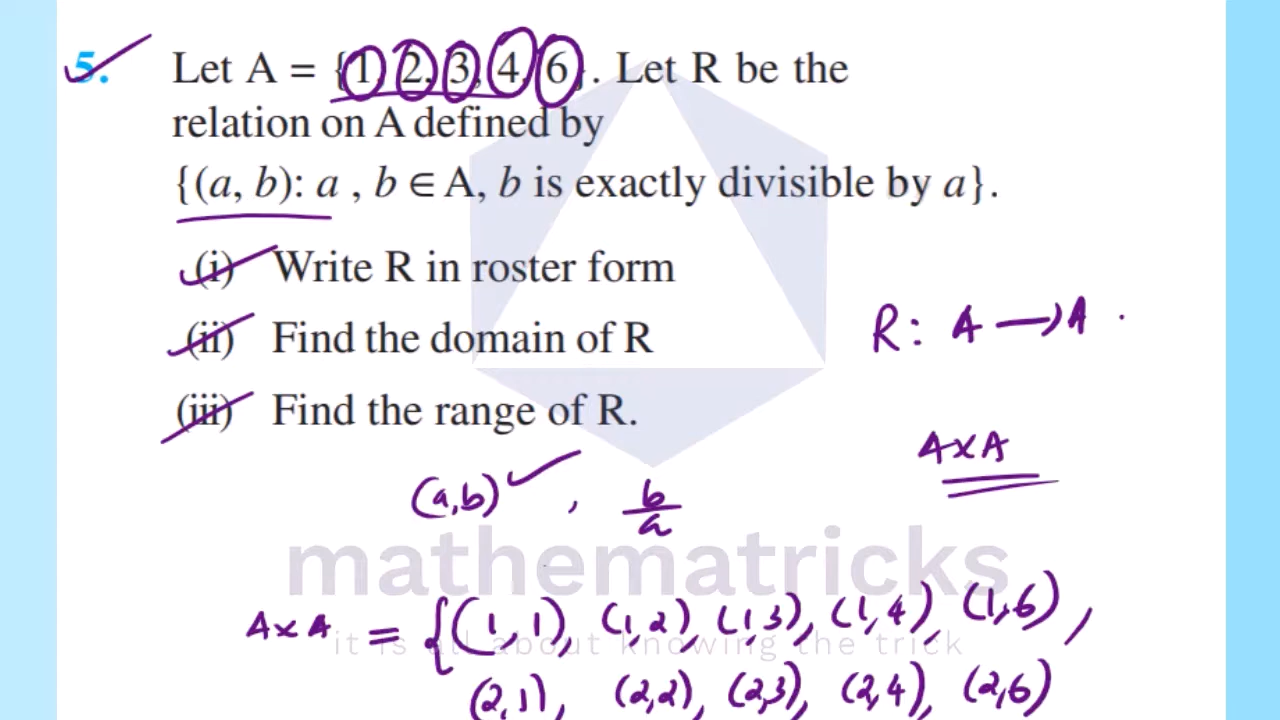 5. Let A = {1, 2, 3, 4, 6}. Let R be the
relation on A defined by
{(a, b): a , b ∈ A, b is exactly divisible by a}.
(i) Write R in roster form
(ii) Find the domain of R
R: A → A .
(iii) Find the range of R.
A×A
(a,b) , b/a
mathematricks
A×A = {(1,1), (1,2), (1,3), (1,4), (1,6),
it is all about knowing the trick
(2,1), (2,2), (2,3), (2,4), (2,6)